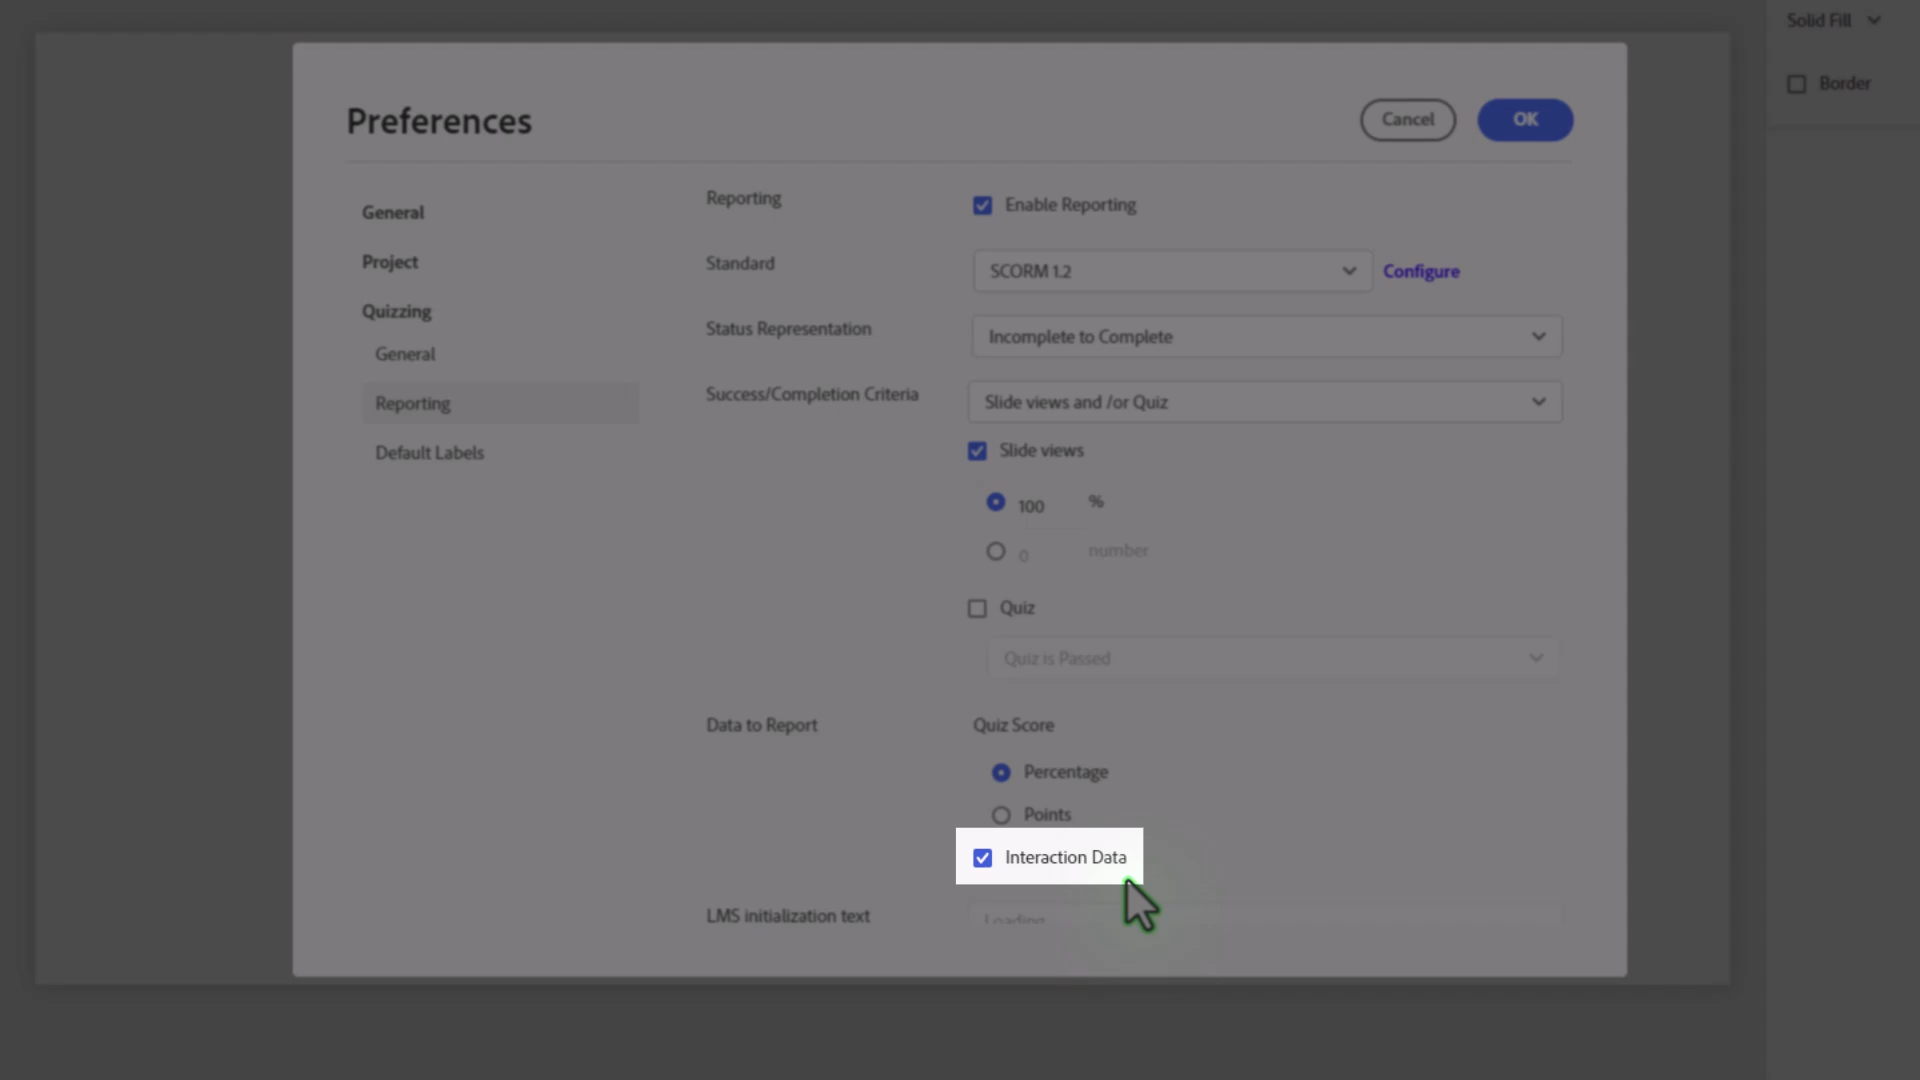 Solid Fill
Border
Preferences
Cancel
OK
General
Project
Quizzing
General
Reporting
Default Labels
Reporting
Enable Reporting
Standard
SCORM 1.2
Configure
Status Representation
Incomplete to Complete
Success/Completion Criteria
Slide views and /or Quiz
Slide views
100 %
0 number
Quiz
Quiz is Passed
Data to Report
Quiz Score
Percentage
Points
Interaction Data
LMS initialization text
Loading